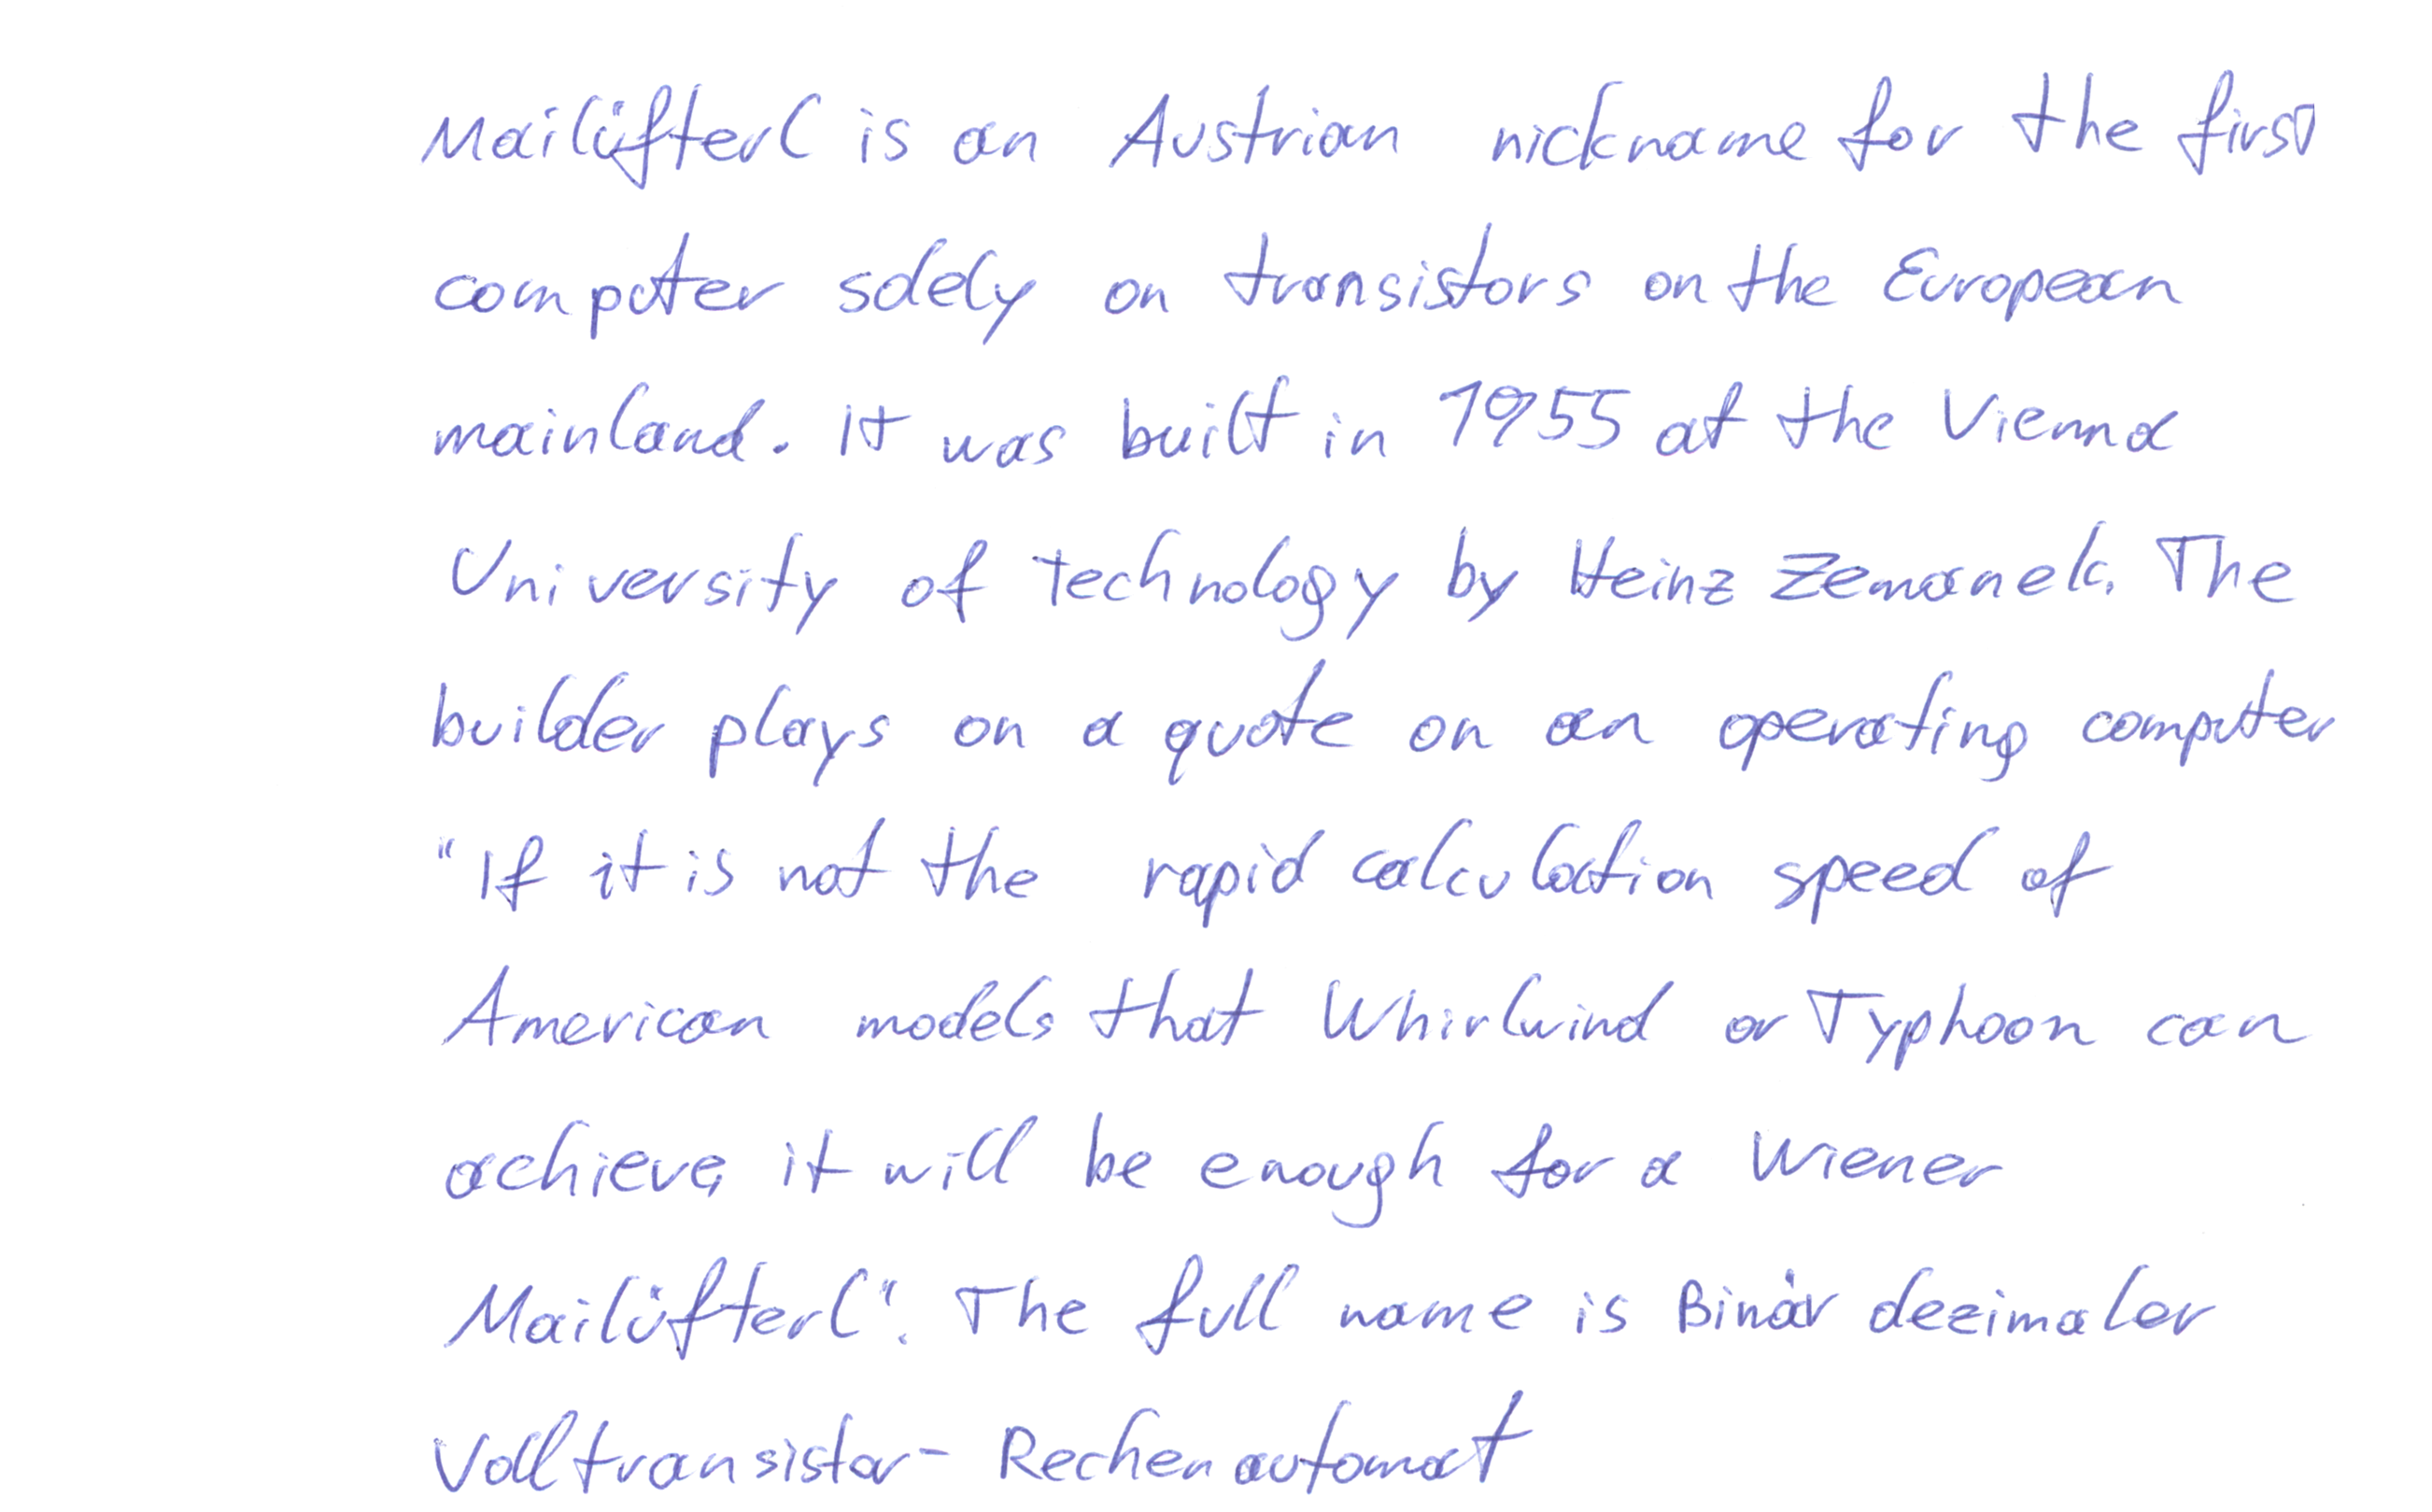 Mailüfterl is an Austrian nickname for the first
computer solely on transistors on the European
mainland. It was built in 1955 at the Vienna
University of Technology by Heinz Zemanek. The
builder plays on a quote on an operating computer
"If it is not the rapid calculation speed of
American models that Whirlwind or Typhoon can
achieve, it will be enough for a Wiener
Mailüfterl". The full name is Binär dezimaler
Volltransistor-Rechenautomat